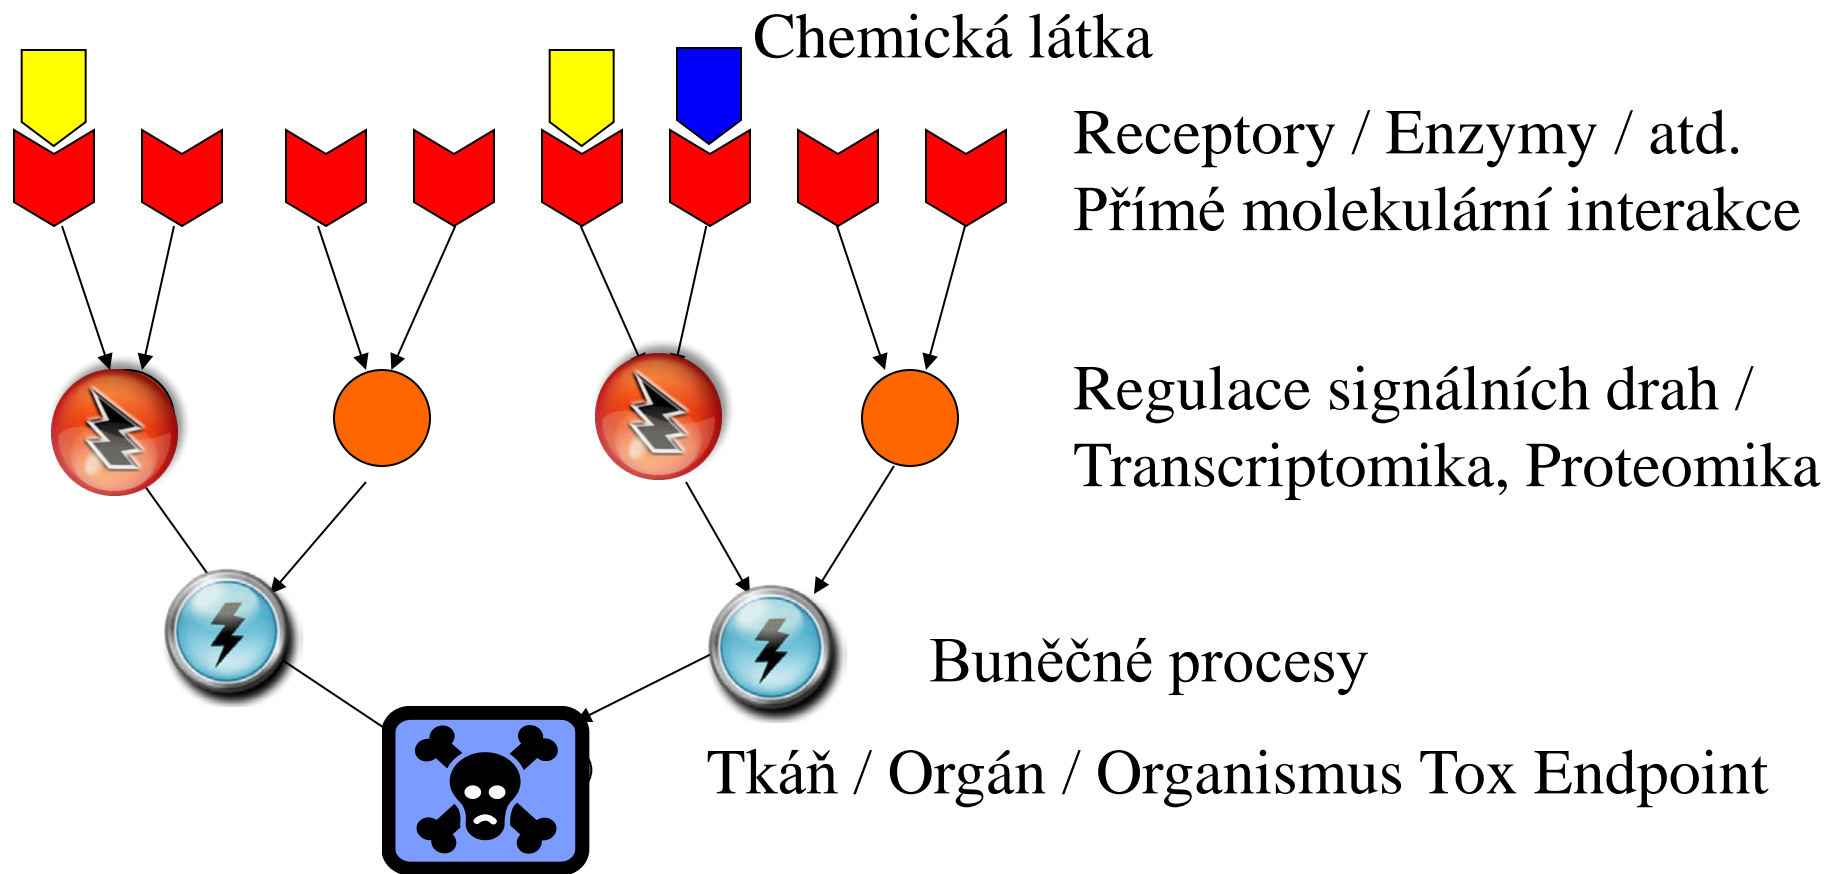 Chemická látka
Receptory / Enzymy / atd.
Přímé molekulární interakce
Regulace signálních drah /
Transcriptomika, Proteomika
Buněčné procesy
Tkáň / Orgán / Organismus Tox Endpoint